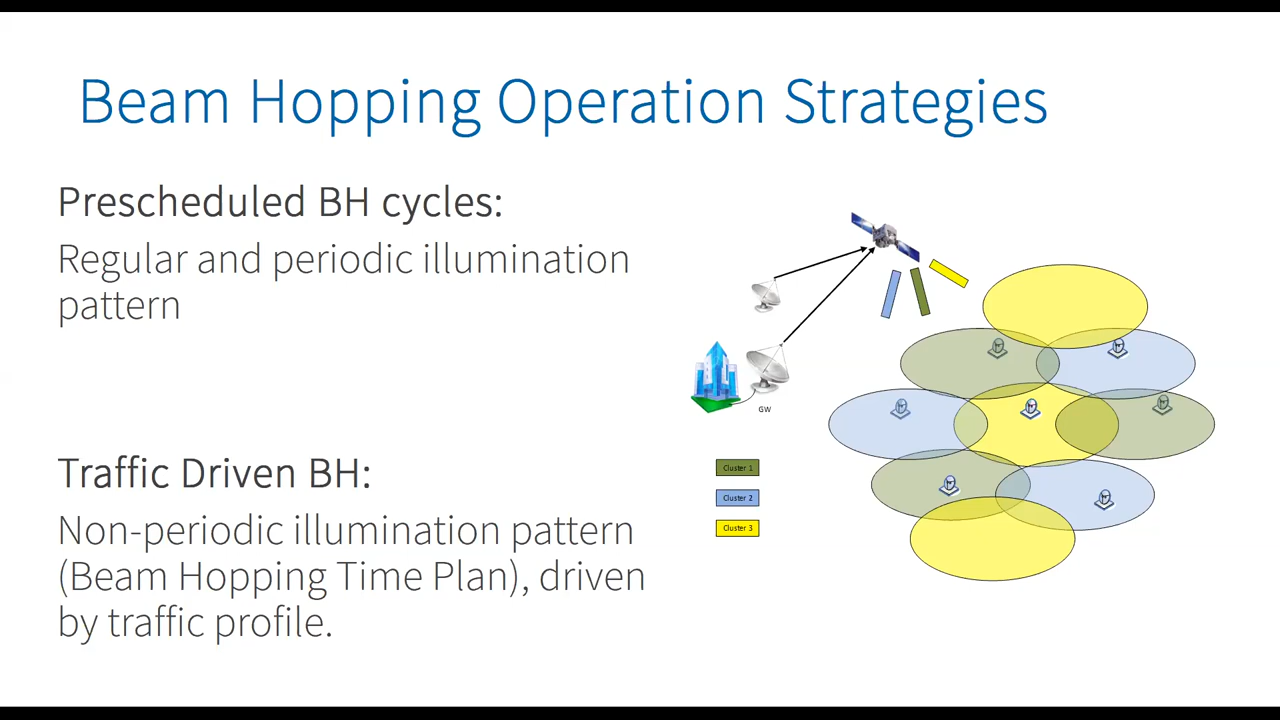 Beam Hopping Operation Strategies
Prescheduled BH cycles:
Regular and periodic illumination
pattern
Traffic Driven BH:
Non-periodic illumination pattern
(Beam Hopping Time Plan), driven
by traffic profile.
GW
Cluster 1
Cluster 2
Cluster 3